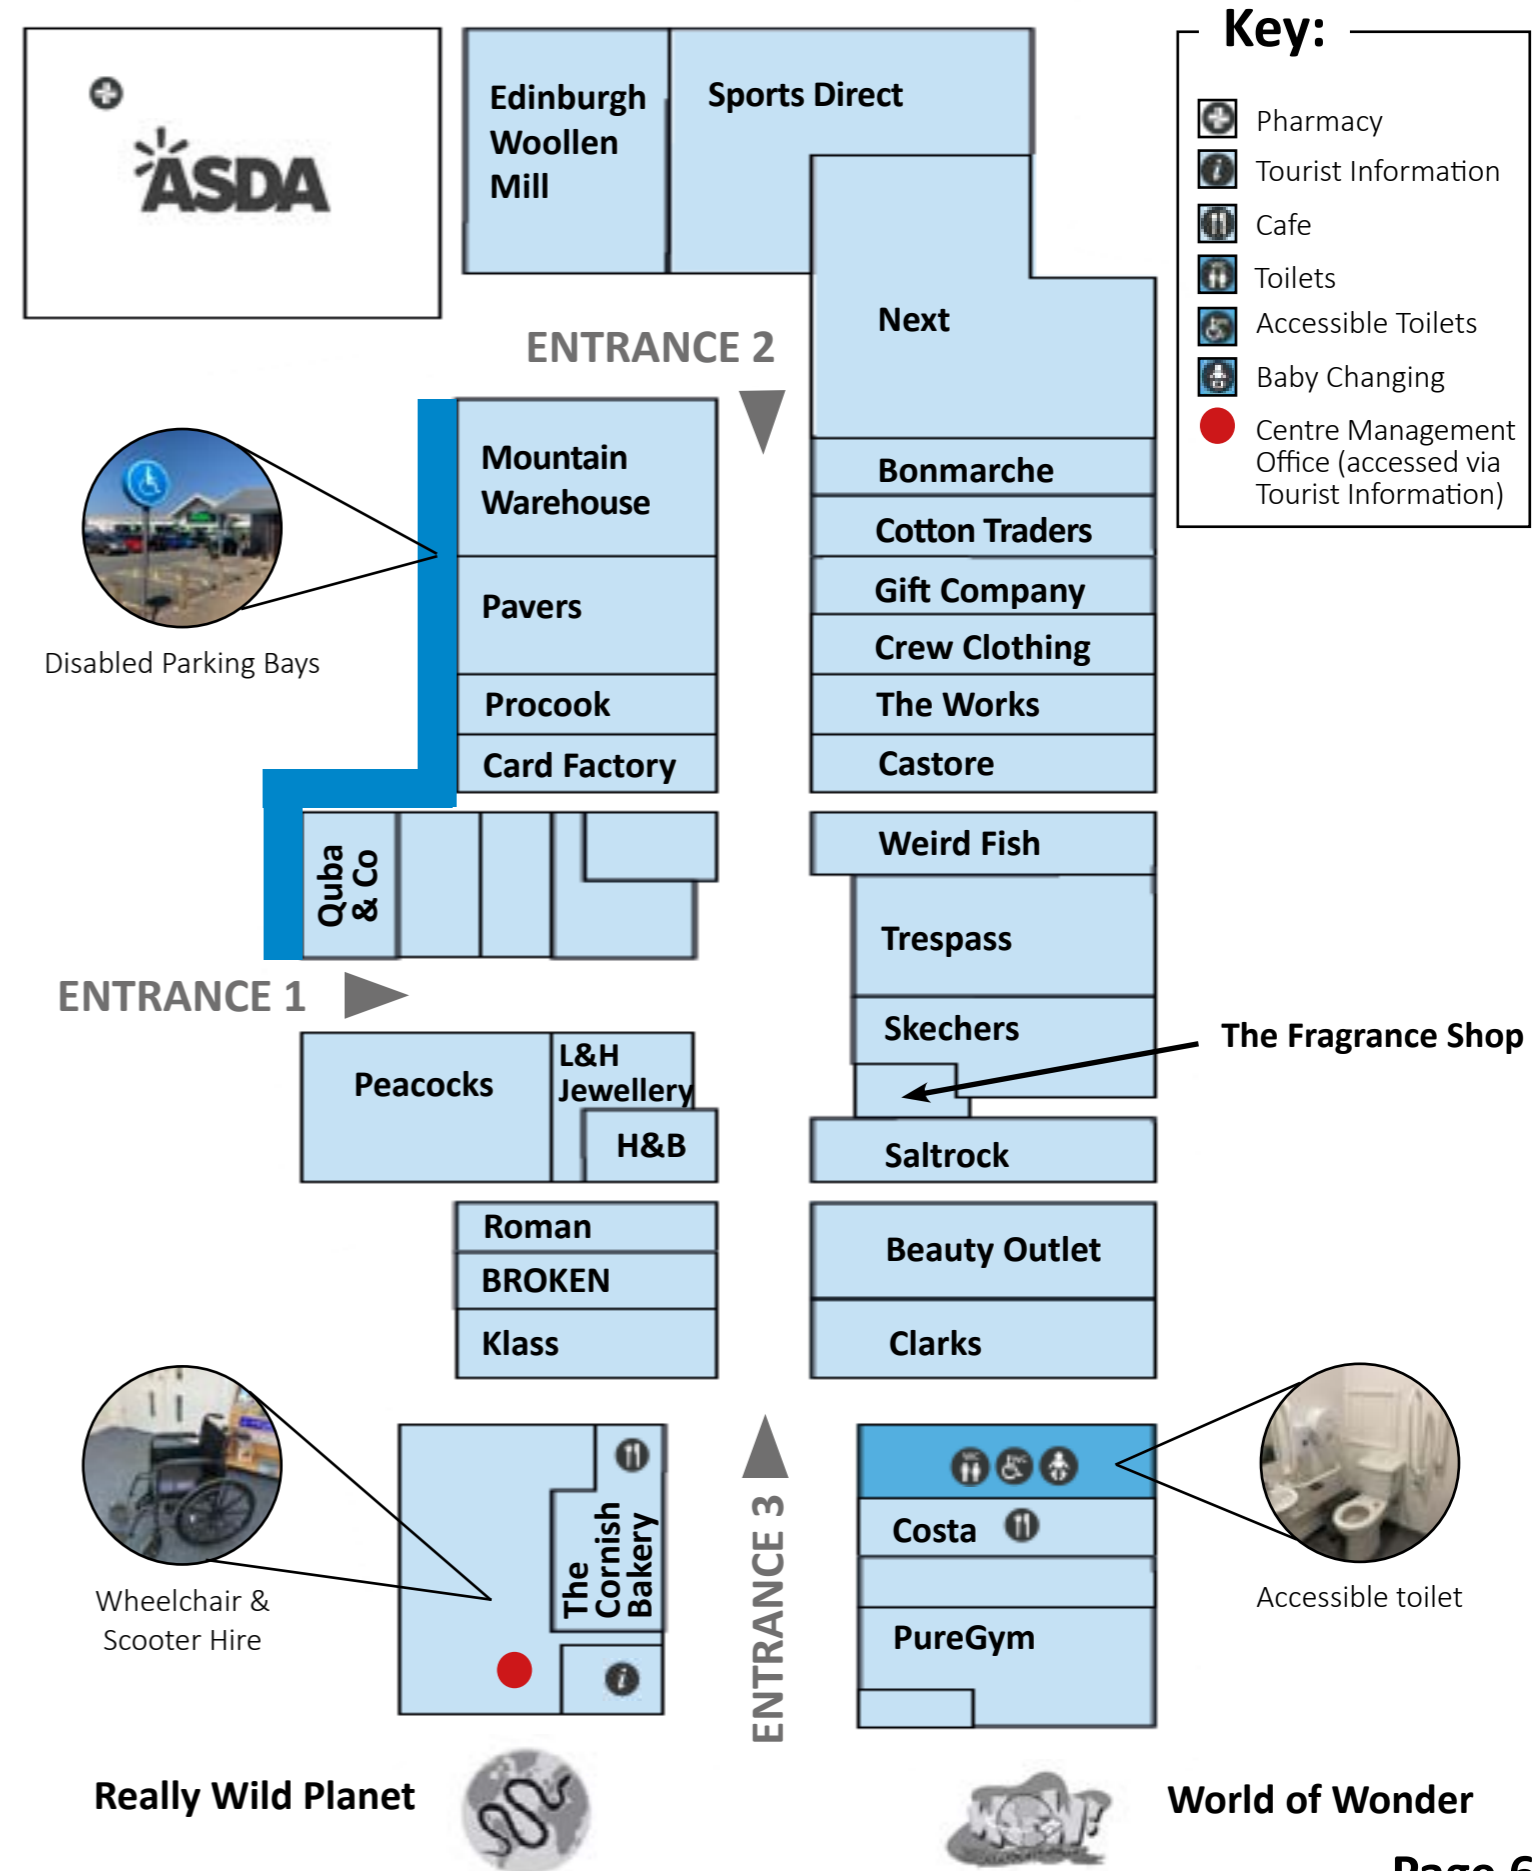 Key:
Pharmacy
Tourist Information
Cafe
Toilets
Accessible Toilets
Baby Changing
Centre Management
Office (accessed via
Tourist Information)
ASDA
Edinburgh
Woollen
Mill
Sports Direct
Next
ENTRANCE 2
Mountain
Warehouse
Pavers
Procook
Card Factory
Disabled Parking Bays
Bonmarche
Cotton Traders
Gift Company
Crew Clothing
The Works
Castore
Quba
& Co
Weird Fish
Trespass
Skechers
The Fragrance Shop
Saltrock
ENTRANCE 1
Peacocks
L&H
Jewellery
H&B
Roman
BROKEN
Klass
Beauty Outlet
Clarks
Wheelchair &
Scooter Hire
The
Cornish
Bakery
ENTRANCE 3
Costa
PureGym
Accessible toilet
Really Wild Planet
WOW!
World of Wonder
Page 6